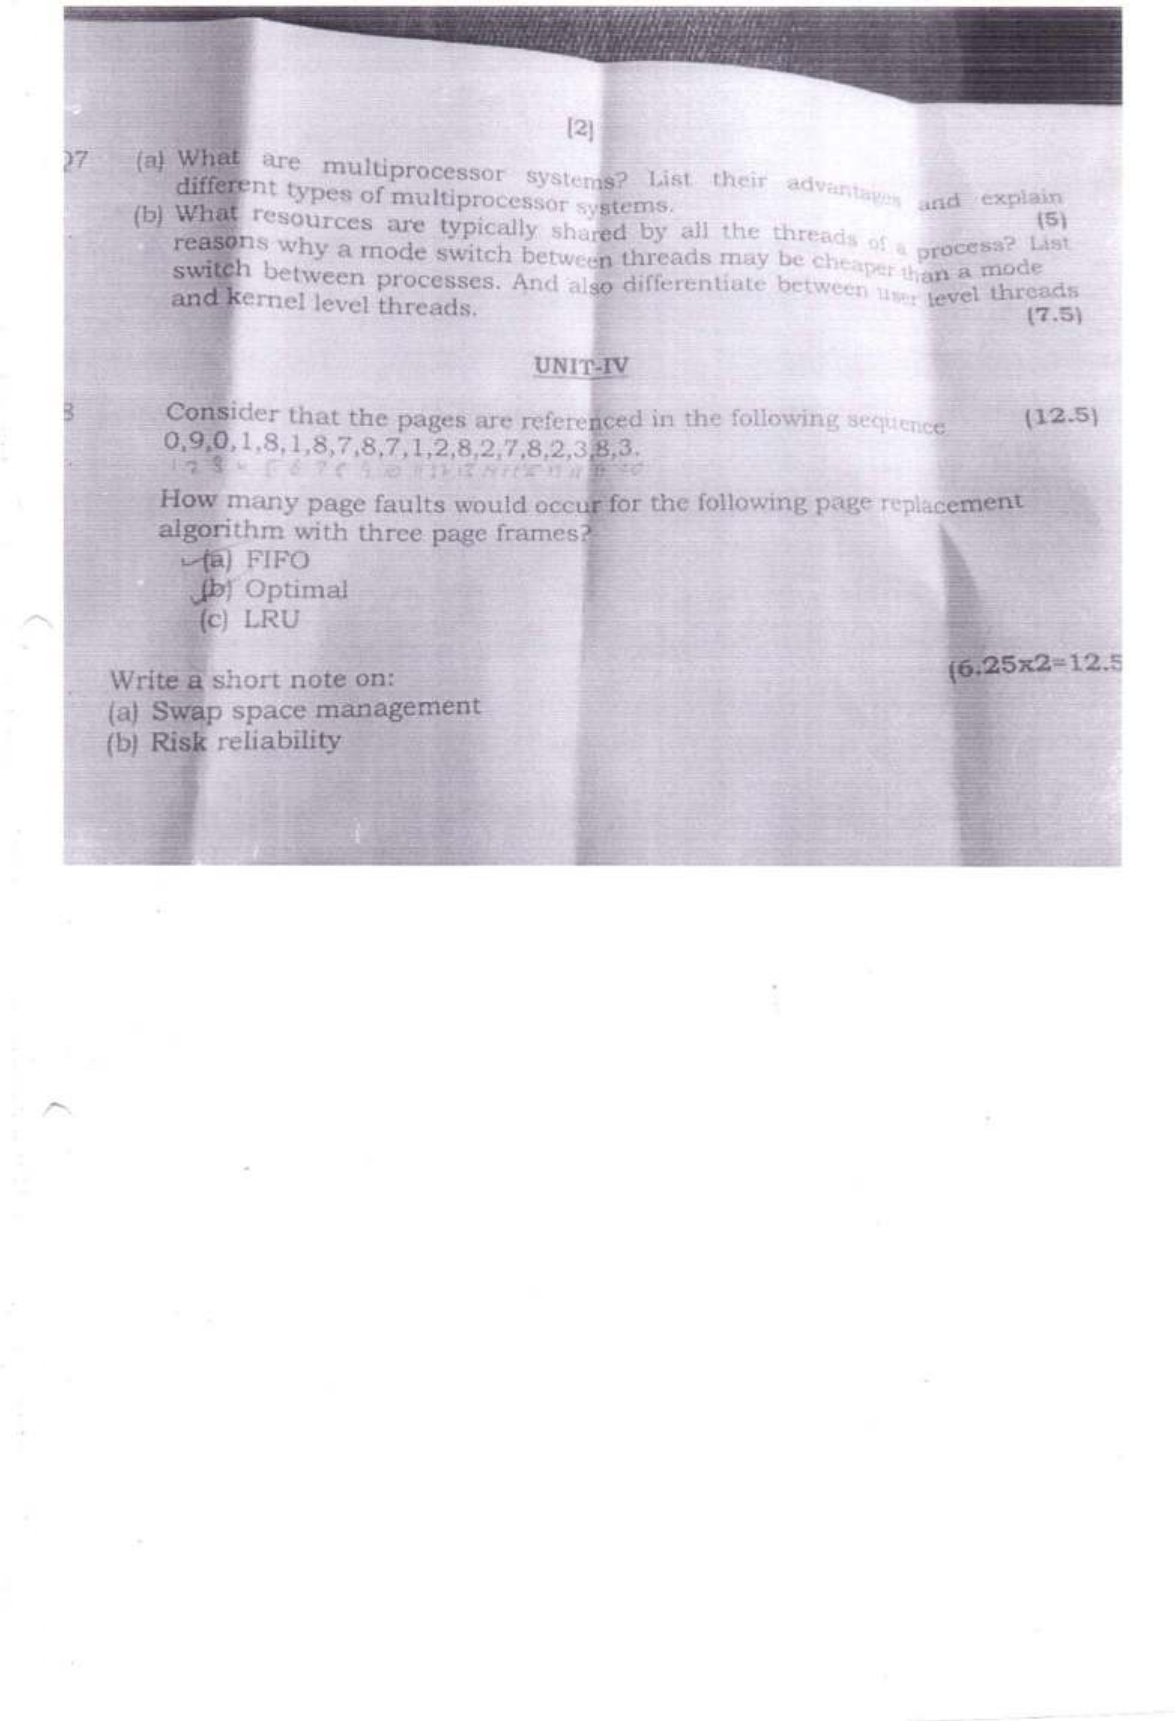 [2]
Q7 (a) What are multiprocessor systems? List their advantages and explain
different types of multiprocessor systems. (5)
(b) What resources are typically shared by all the threads of a process? List
reasons why a mode switch between threads may be cheaper than a mode
switch between processes. And also differentiate between user level threads
and kernel level threads. (7.5)
UNIT-IV
8 Consider that the pages are referenced in the following sequence (12.5)
0,9,0,1,8,1,8,7,8,7,1,2,8,2,7,8,2,3,8,3.
How many page faults would occur for the following page replacement
algorithm with three page frames?
(a) FIFO
(b) Optimal
(c) LRU
Write a short note on: (6.25x2=12.5
(a) Swap space management
(b) Risk reliability